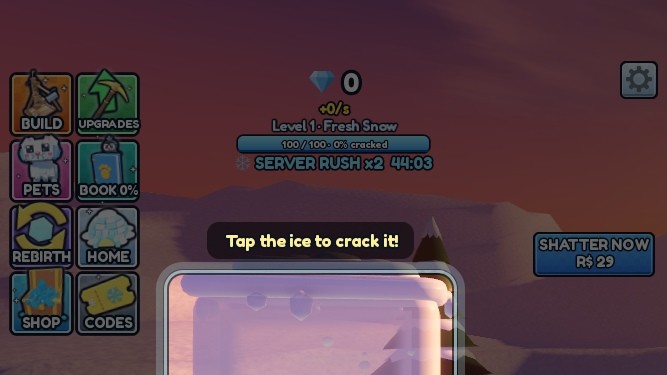 0
+0/s
Level 1 · Fresh Snow
100 / 100 · 0% cracked
SERVER RUSH x2 44:03
BUILD
UPGRADES
PETS
BOOK 0%
REBIRTH
HOME
SHOP
CODES
Tap the ice to crack it!
SHATTER NOW
R$ 29